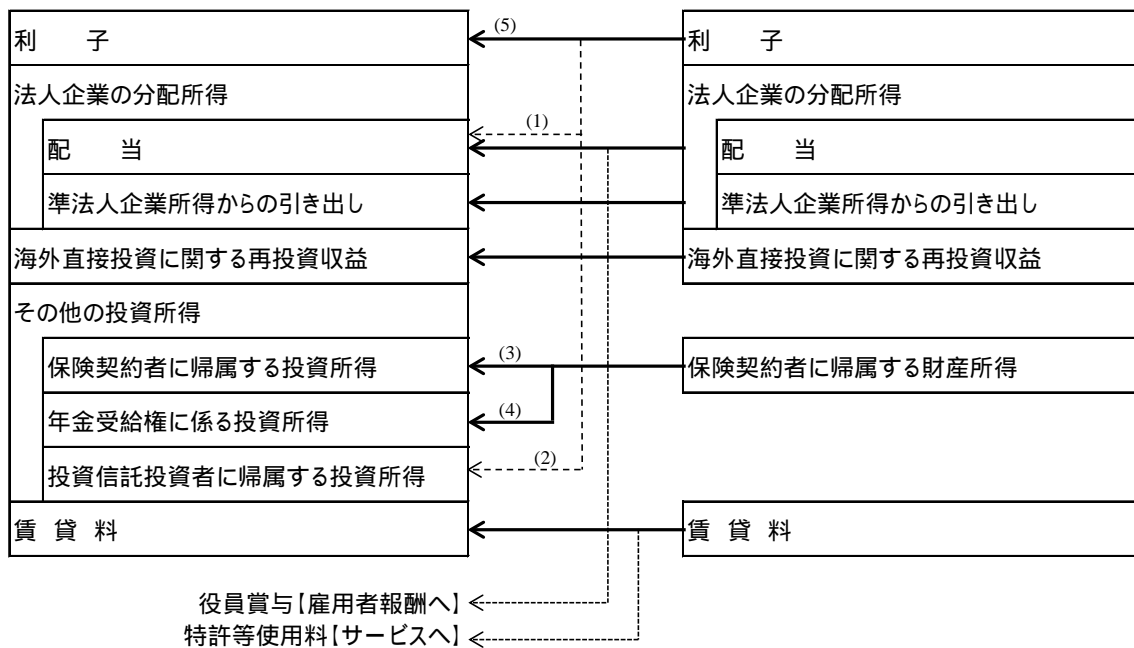 利　　子
(5)
利　　子
法人企業の分配所得
法人企業の分配所得
(1)
配　　当
配　　当
準法人企業所得からの引き出し
準法人企業所得からの引き出し
海外直接投資に関する再投資収益
海外直接投資に関する再投資収益
その他の投資所得
保険契約者に帰属する投資所得
(3)
保険契約者に帰属する財産所得
年金受給権に係る投資所得
(4)
投資信託投資者に帰属する投資所得
(2)
賃 貸 料
賃 貸 料
役員賞与【雇用者報酬へ】
特許等使用料【サービスへ】